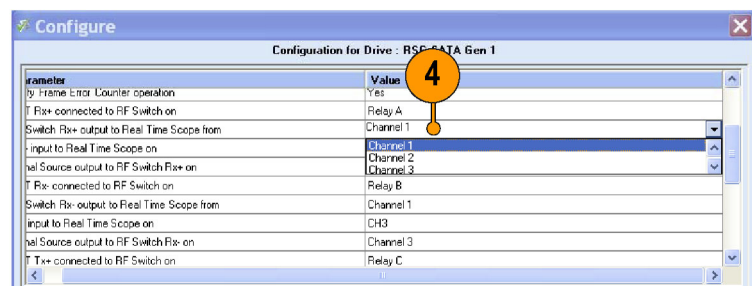 Configure
Configuration for Drive : RSG-SATA Gen 1
rameter Value
ty Frame Error Counter operation Yes
T Rx+ connected to RF Switch on Relay A
Switch Rx+ output to Real Time Scope from Channel 1
input to Real Time Scope on Channel 1
Channel 2
nal Source output to RF Switch Rx+ on Channel 3
T Rx- connected to RF Switch on Relay B
Switch Rx- output to Real Time Scope from Channel 1
input to Real Time Scope on CH3
nal Source output to RF Switch Rx- on Channel 3
T Tx+ connected to RF Switch on Relay C
4